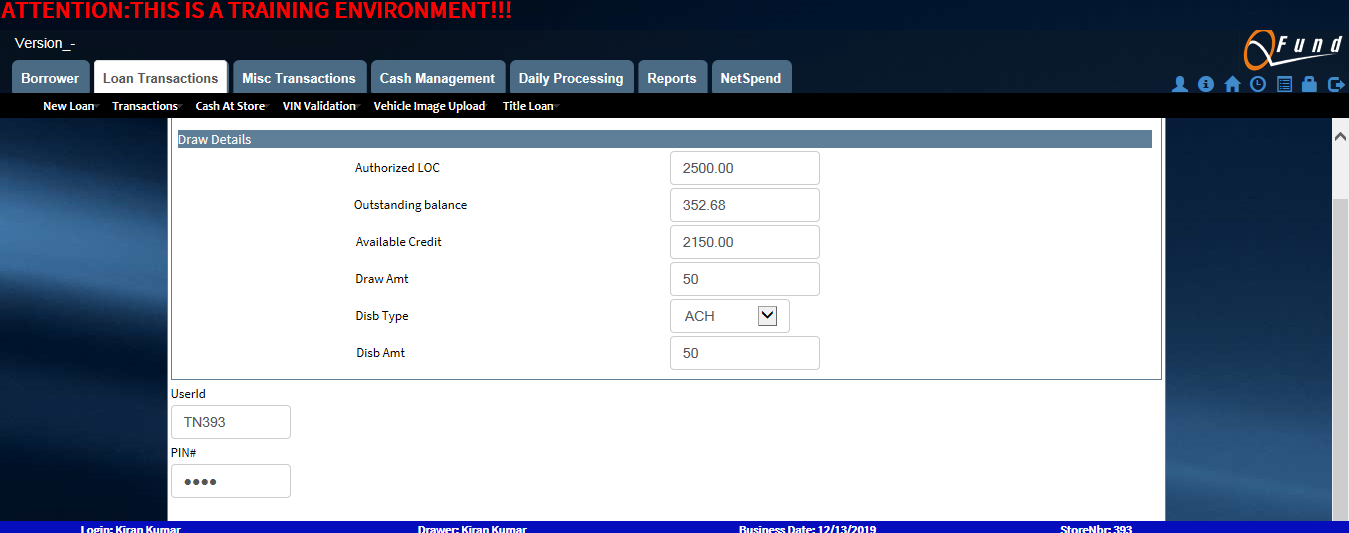 ATTENTION:THIS IS A TRAINING ENVIRONMENT!!!
Version_-
QFund
Borrower Loan Transactions Misc Transactions Cash Management Daily Processing Reports NetSpend
New Loan Transactions Cash At Store VIN Validation Vehicle Image Upload Title Loan
Draw Details
Authorized LOC 2500.00
Outstanding balance 352.68
Available Credit 2150.00
Draw Amt 50
Disb Type ACH
Disb Amt 50
UserId
TN393
PIN#
••••
Login: Kiran Kumar Drawer: Kiran Kumar Business Date: 12/13/2019 StoreNbr: 393